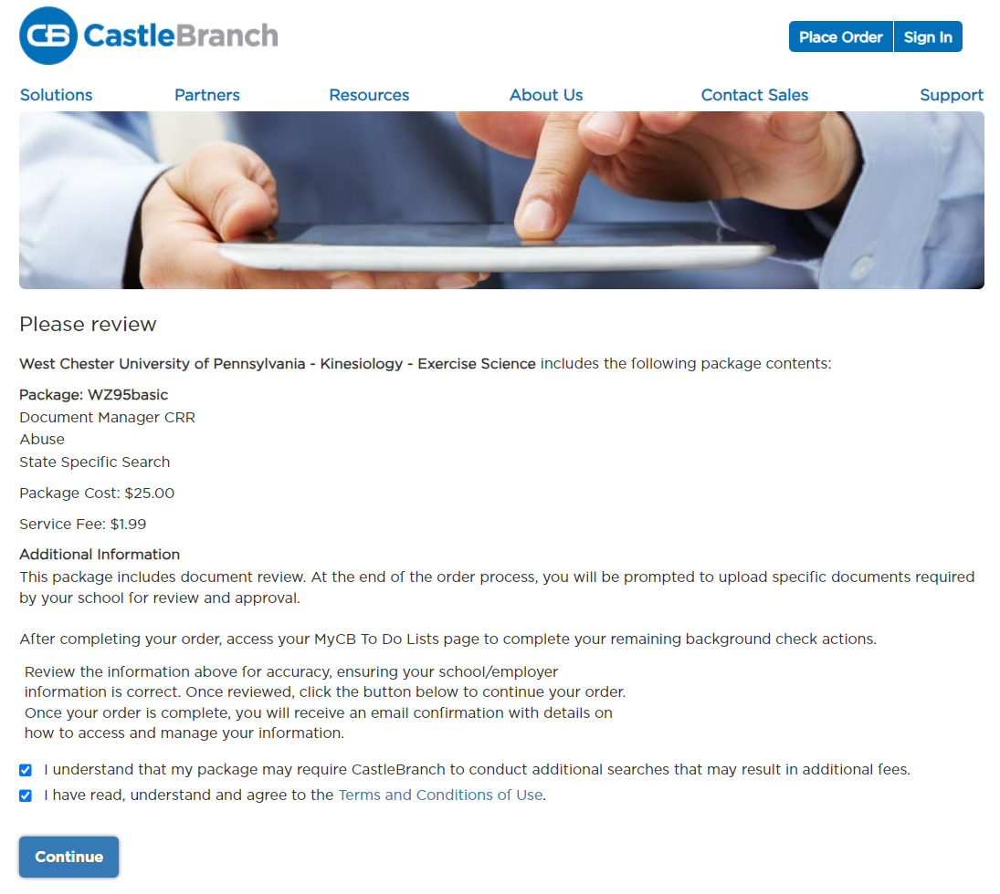 CB CastleBranch
Place Order Sign In
Solutions Partners Resources About Us Contact Sales Support
Please review
West Chester University of Pennsylvania - Kinesiology - Exercise Science includes the following package contents:
Package: WZ95basic
Document Manager CRR
Abuse
State Specific Search
Package Cost: $25.00
Service Fee: $1.99
Additional Information
This package includes document review. At the end of the order process, you will be prompted to upload specific documents required
by your school for review and approval.
After completing your order, access your MyCB To Do Lists page to complete your remaining background check actions.
Review the information above for accuracy, ensuring your school/employer
information is correct. Once reviewed, click the button below to continue your order.
Once your order is complete, you will receive an email confirmation with details on
how to access and manage your information.
I understand that my package may require CastleBranch to conduct additional searches that may result in additional fees.
I have read, understand and agree to the Terms and Conditions of Use.
Continue